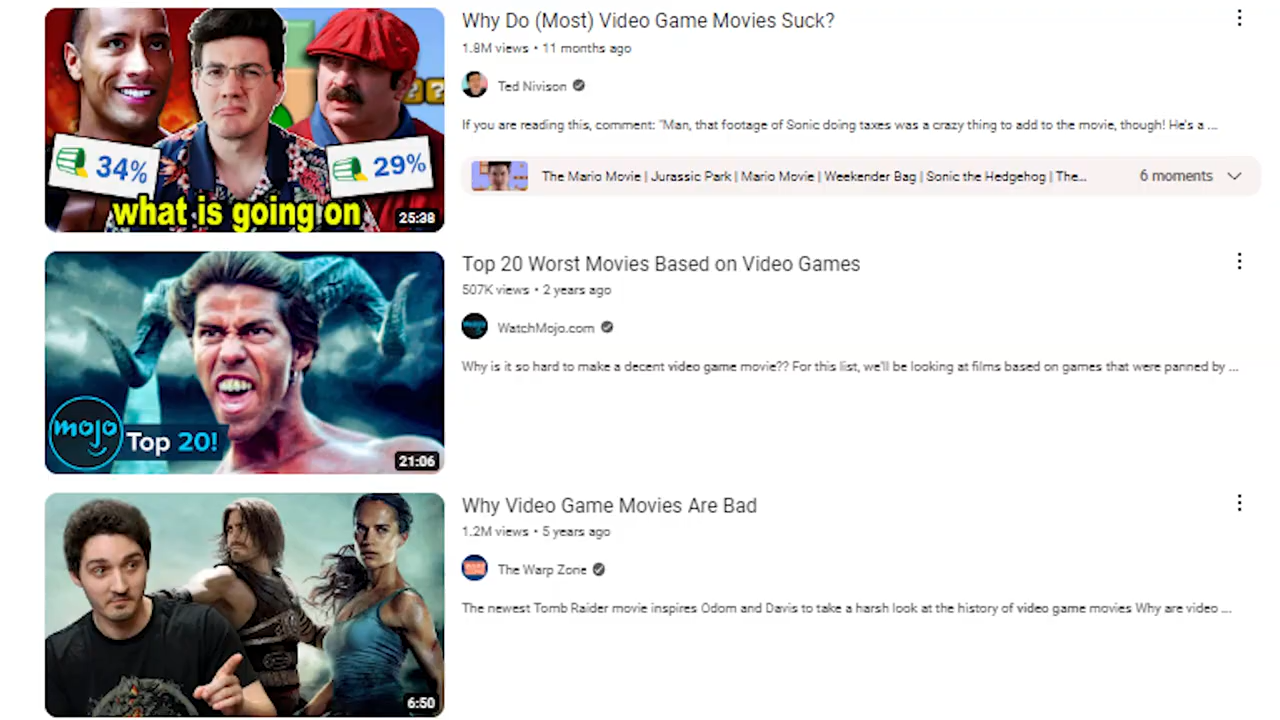 Why Do (Most) Video Game Movies Suck?
1.8M views • 11 months ago
Ted Nivison
If you are reading this, comment: "Man, that footage of Sonic doing taxes was a crazy thing to add to the movie, though! He's a ...
The Mario Movie | Jurassic Park | Mario Movie | Weekender Bag | Sonic the Hedgehog | The...
6 moments
34%
29%
what is going on
25:38
Top 20 Worst Movies Based on Video Games
507K views • 2 years ago
WatchMojo.com
Why is it so hard to make a decent video game movie?? For this list, we'll be looking at films based on games that were panned by ...
mojo
Top 20!
21:06
Why Video Game Movies Are Bad
1.2M views • 5 years ago
The Warp Zone
The newest Tomb Raider movie inspires Odom and Davis to take a harsh look at the history of video game movies Why are video ...
6:50